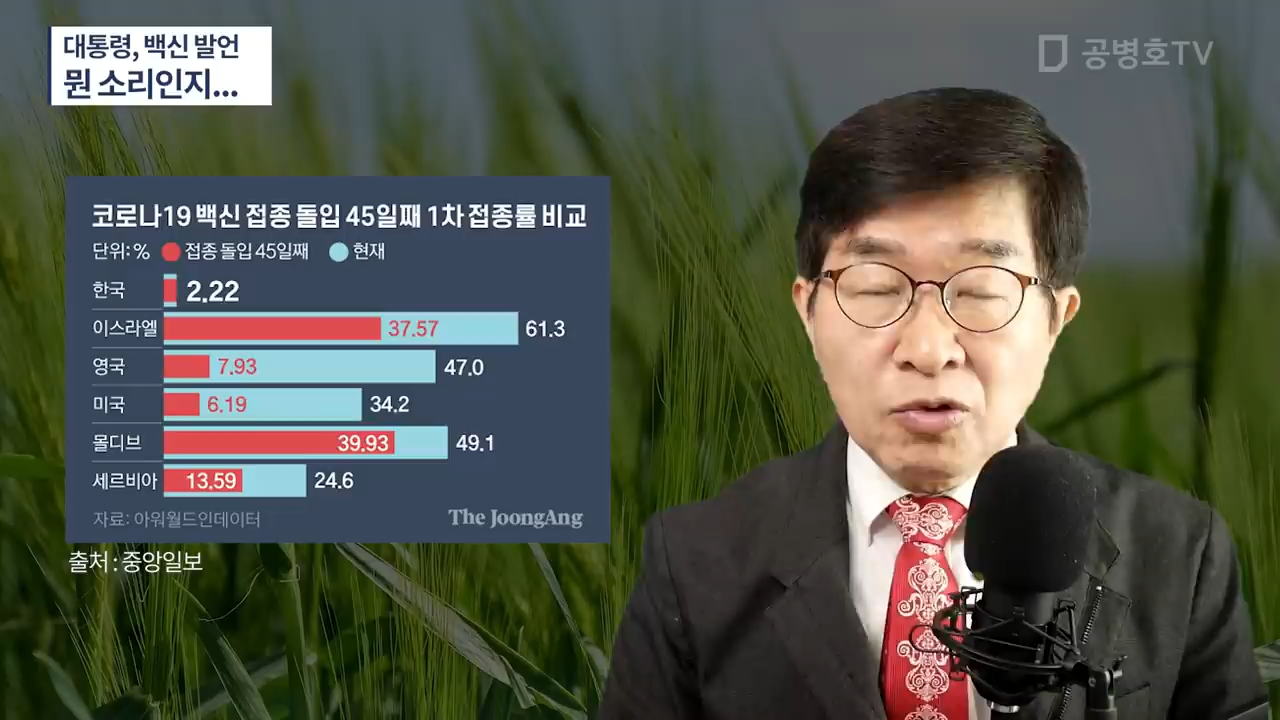 대통령, 백신 발언
뭔 소리인지...
공병호TV
코로나19 백신 접종 돌입 45일째 1차 접종률 비교
단위: % 접종 돌입 45일째 현재
한국 2.22
이스라엘 37.57 61.3
영국 7.93 47.0
미국 6.19 34.2
몰디브 39.93 49.1
세르비아 13.59 24.6
자료: 아워월드인데이터 The JoongAng
출처 : 중앙일보